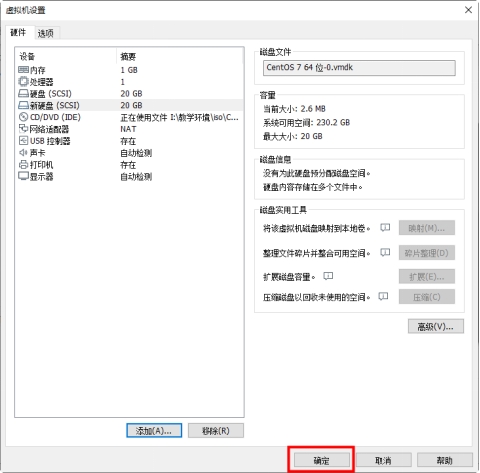 虚拟机设置
硬件 选项
设备 摘要
内存 1 GB
处理器 1
硬盘 (SCSI) 20 GB
新硬盘 (SCSI) 20 GB
CD/DVD (IDE) 正在使用文件 I:\教学环境\iso\C...
网络适配器 NAT
USB 控制器 存在
声卡 自动检测
打印机 存在
显示器 自动检测
添加(A)... 移除(R)
磁盘文件
CentOS 7 64 位-0.vmdk
容量
当前大小: 2.6 MB
系统可用空间: 230.2 GB
最大大小: 20 GB
磁盘信息
没有为此硬盘预分配磁盘空间。
硬盘内容存储在多个文件中。
磁盘实用工具
将该虚拟机磁盘映射到本地卷。 映射(M)...
整理文件碎片并整合可用空间。 碎片整理(D)
扩展磁盘容量。 扩展(E)...
压缩磁盘以回收未使用的空间。 压缩(C)
高级(V)...
确定 取消 帮助